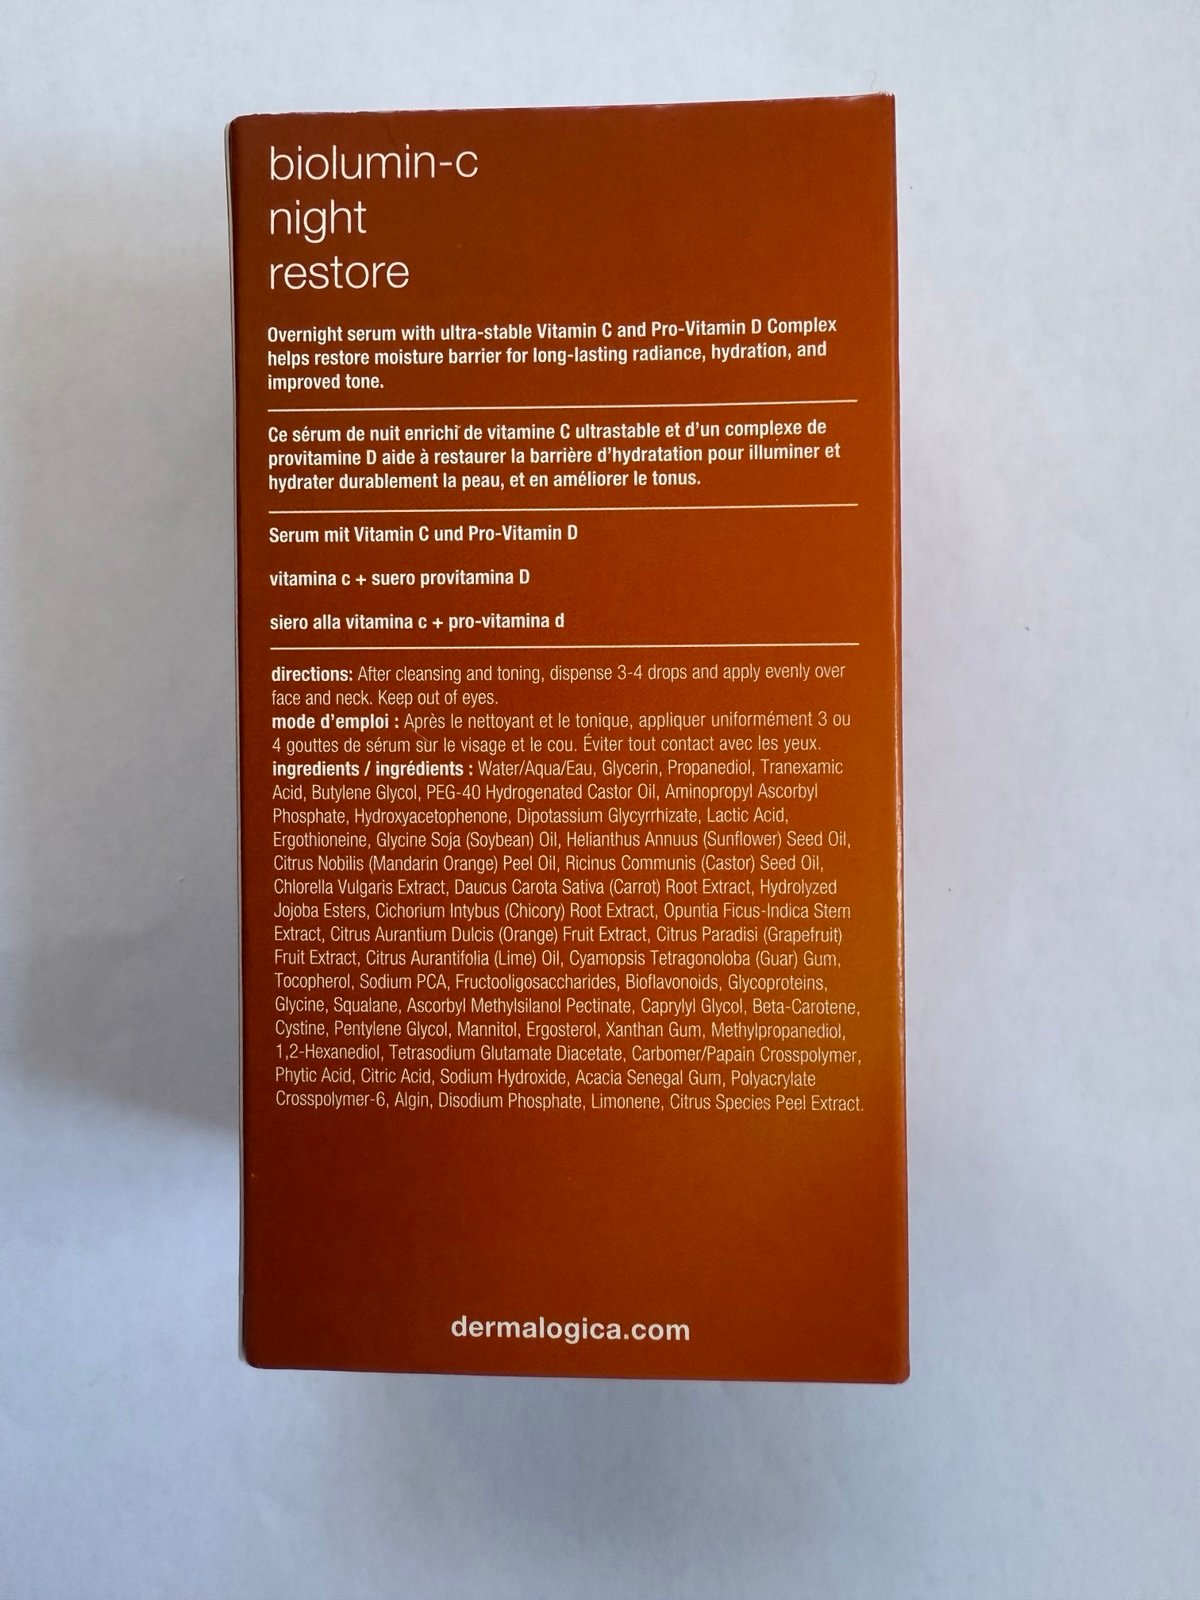 biolumin-c
night
restore
Overnight serum with ultra-stable Vitamin C and Pro-Vitamin D Complex
helps restore moisture barrier for long-lasting radiance, hydration, and
improved tone.
Ce sérum de nuit enrichi de vitamine C ultrastable et d'un complexe de
provitamine D aide à restaurer la barrière d'hydratation pour illuminer et
hydrater durablement la peau, et en améliorer le tonus.
Serum mit Vitamin C und Pro-Vitamin D
vitamina c + suero provitamina D
siero alla vitamina c + pro-vitamina d
directions: After cleansing and toning, dispense 3-4 drops and apply evenly over
face and neck. Keep out of eyes.
mode d'emploi : Après le nettoyant et le tonique, appliquer uniformément 3 ou
4 gouttes de sérum sur le visage et le cou. Éviter tout contact avec les yeux.
ingredients / ingrédients : Water/Aqua/Eau, Glycerin, Propanediol, Tranexamic
Acid, Butylene Glycol, PEG-40 Hydrogenated Castor Oil, Aminopropyl Ascorbyl
Phosphate, Hydroxyacetophenone, Dipotassium Glycyrrhizate, Lactic Acid,
Ergothioneine, Glycine Soja (Soybean) Oil, Helianthus Annuus (Sunflower) Seed Oil,
Citrus Nobilis (Mandarin Orange) Peel Oil, Ricinus Communis (Castor) Seed Oil,
Chlorella Vulgaris Extract, Daucus Carota Sativa (Carrot) Root Extract, Hydrolyzed
Jojoba Esters, Cichorium Intybus (Chicory) Root Extract, Opuntia Ficus-Indica Stem
Extract, Citrus Aurantium Dulcis (Orange) Fruit Extract, Citrus Paradisi (Grapefruit)
Fruit Extract, Citrus Aurantifolia (Lime) Oil, Cyamopsis Tetragonoloba (Guar) Gum,
Tocopherol, Sodium PCA, Fructooligosaccharides, Bioflavonoids, Glycoproteins,
Glycine, Squalane, Ascorbyl Methylsilanol Pectinate, Caprylyl Glycol, Beta-Carotene,
Cystine, Pentylene Glycol, Mannitol, Ergosterol, Xanthan Gum, Methylpropanediol,
1,2-Hexanediol, Tetrasodium Glutamate Diacetate, Carbomer/Papain Crosspolymer,
Phytic Acid, Citric Acid, Sodium Hydroxide, Acacia Senegal Gum, Polyacrylate
Crosspolymer-6, Algin, Disodium Phosphate, Limonene, Citrus Species Peel Extract.
dermalogica.com